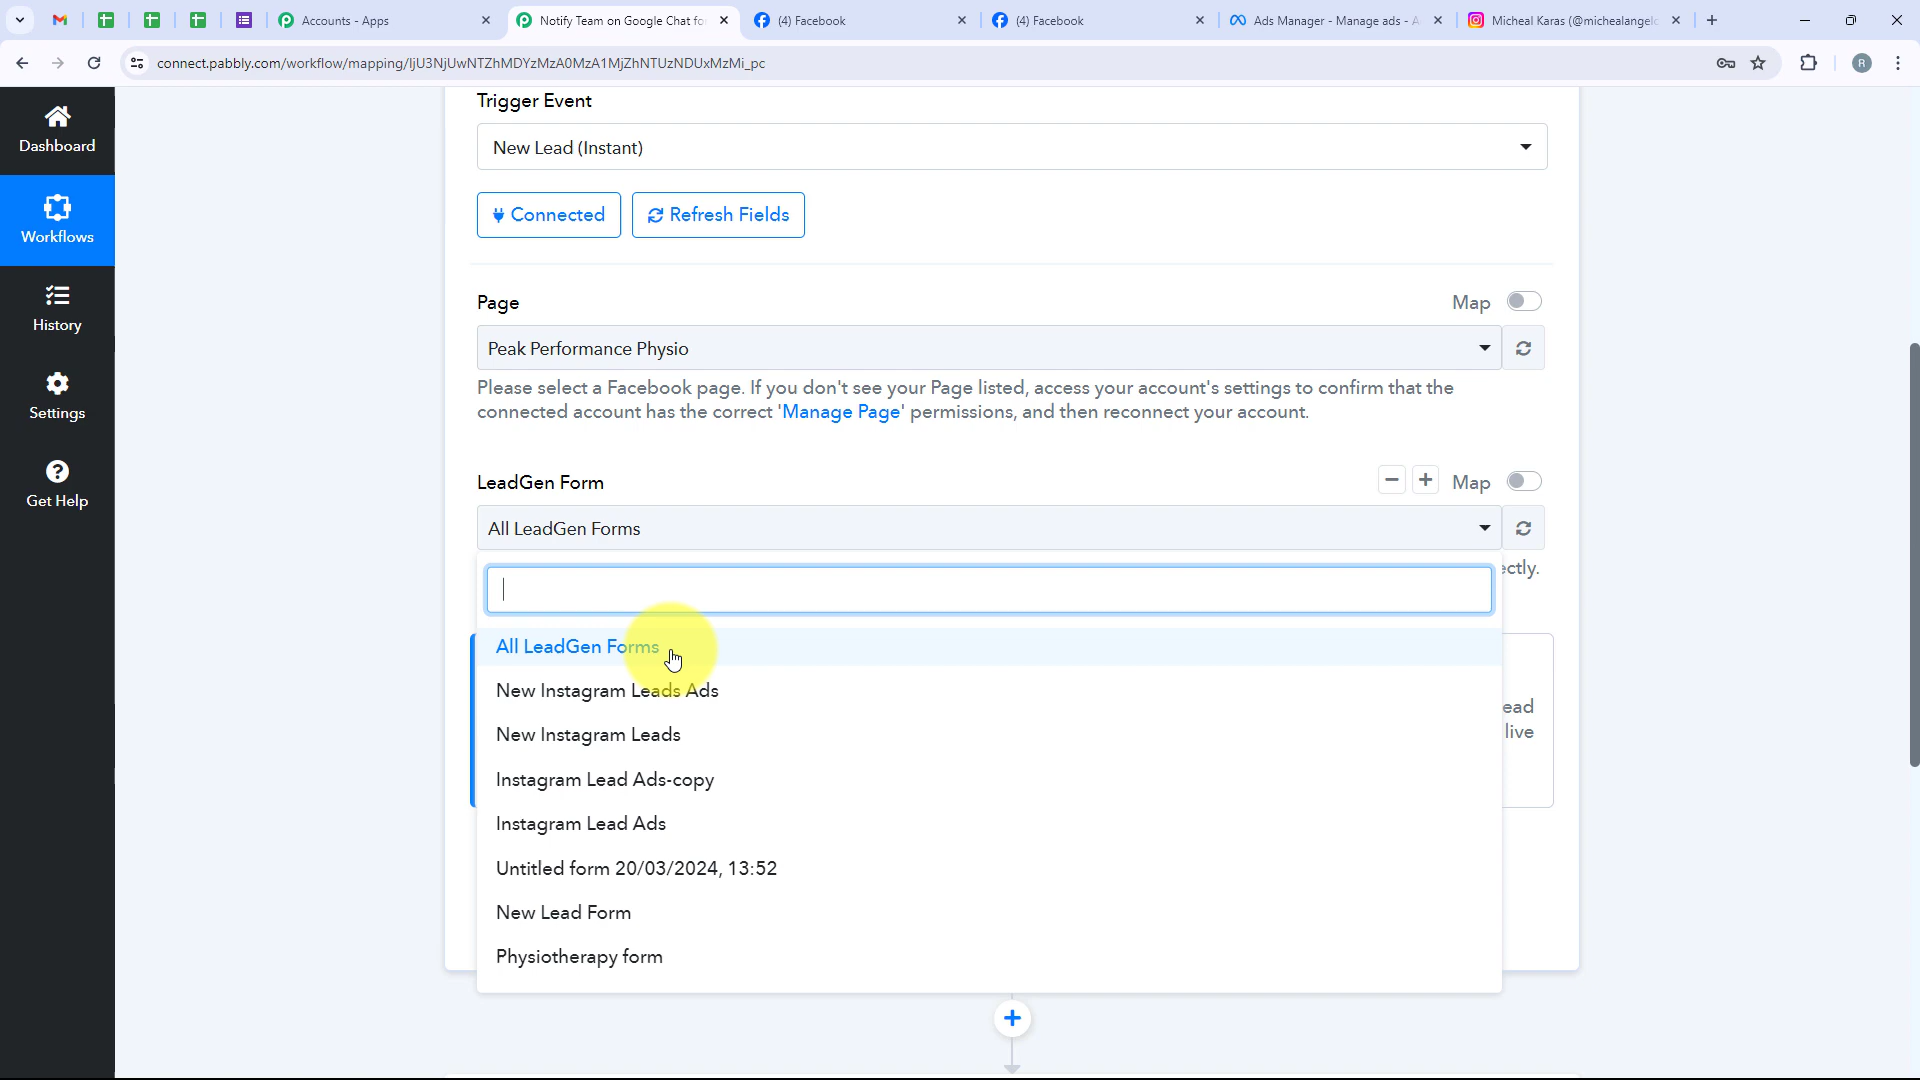 Accounts - Apps
Notify Team on Google Chat for
(4) Facebook
(4) Facebook
Ads Manager - Manage ads - A
Micheal Karas (@michealangelo
connect.pabbly.com/workflow/mapping/IjU3NjUwNTZhMDYzMzA0MzA1MjZhNTUzNDUxMzMi_pc
R
Dashboard
Workflows
History
Settings
Get Help
Trigger Event
New Lead (Instant)
Connected
Refresh Fields
Page
Map
Peak Performance Physio
Please select a Facebook page. If you don't see your Page listed, access your account's settings to confirm that the
connected account has the correct 'Manage Page' permissions, and then reconnect your account.
LeadGen Form
Map
All LeadGen Forms
ectly.
All LeadGen Forms
New Instagram Leads Ads
ead
New Instagram Leads
live
Instagram Lead Ads-copy
Instagram Lead Ads
Untitled form 20/03/2024, 13:52
New Lead Form
Physiotherapy form